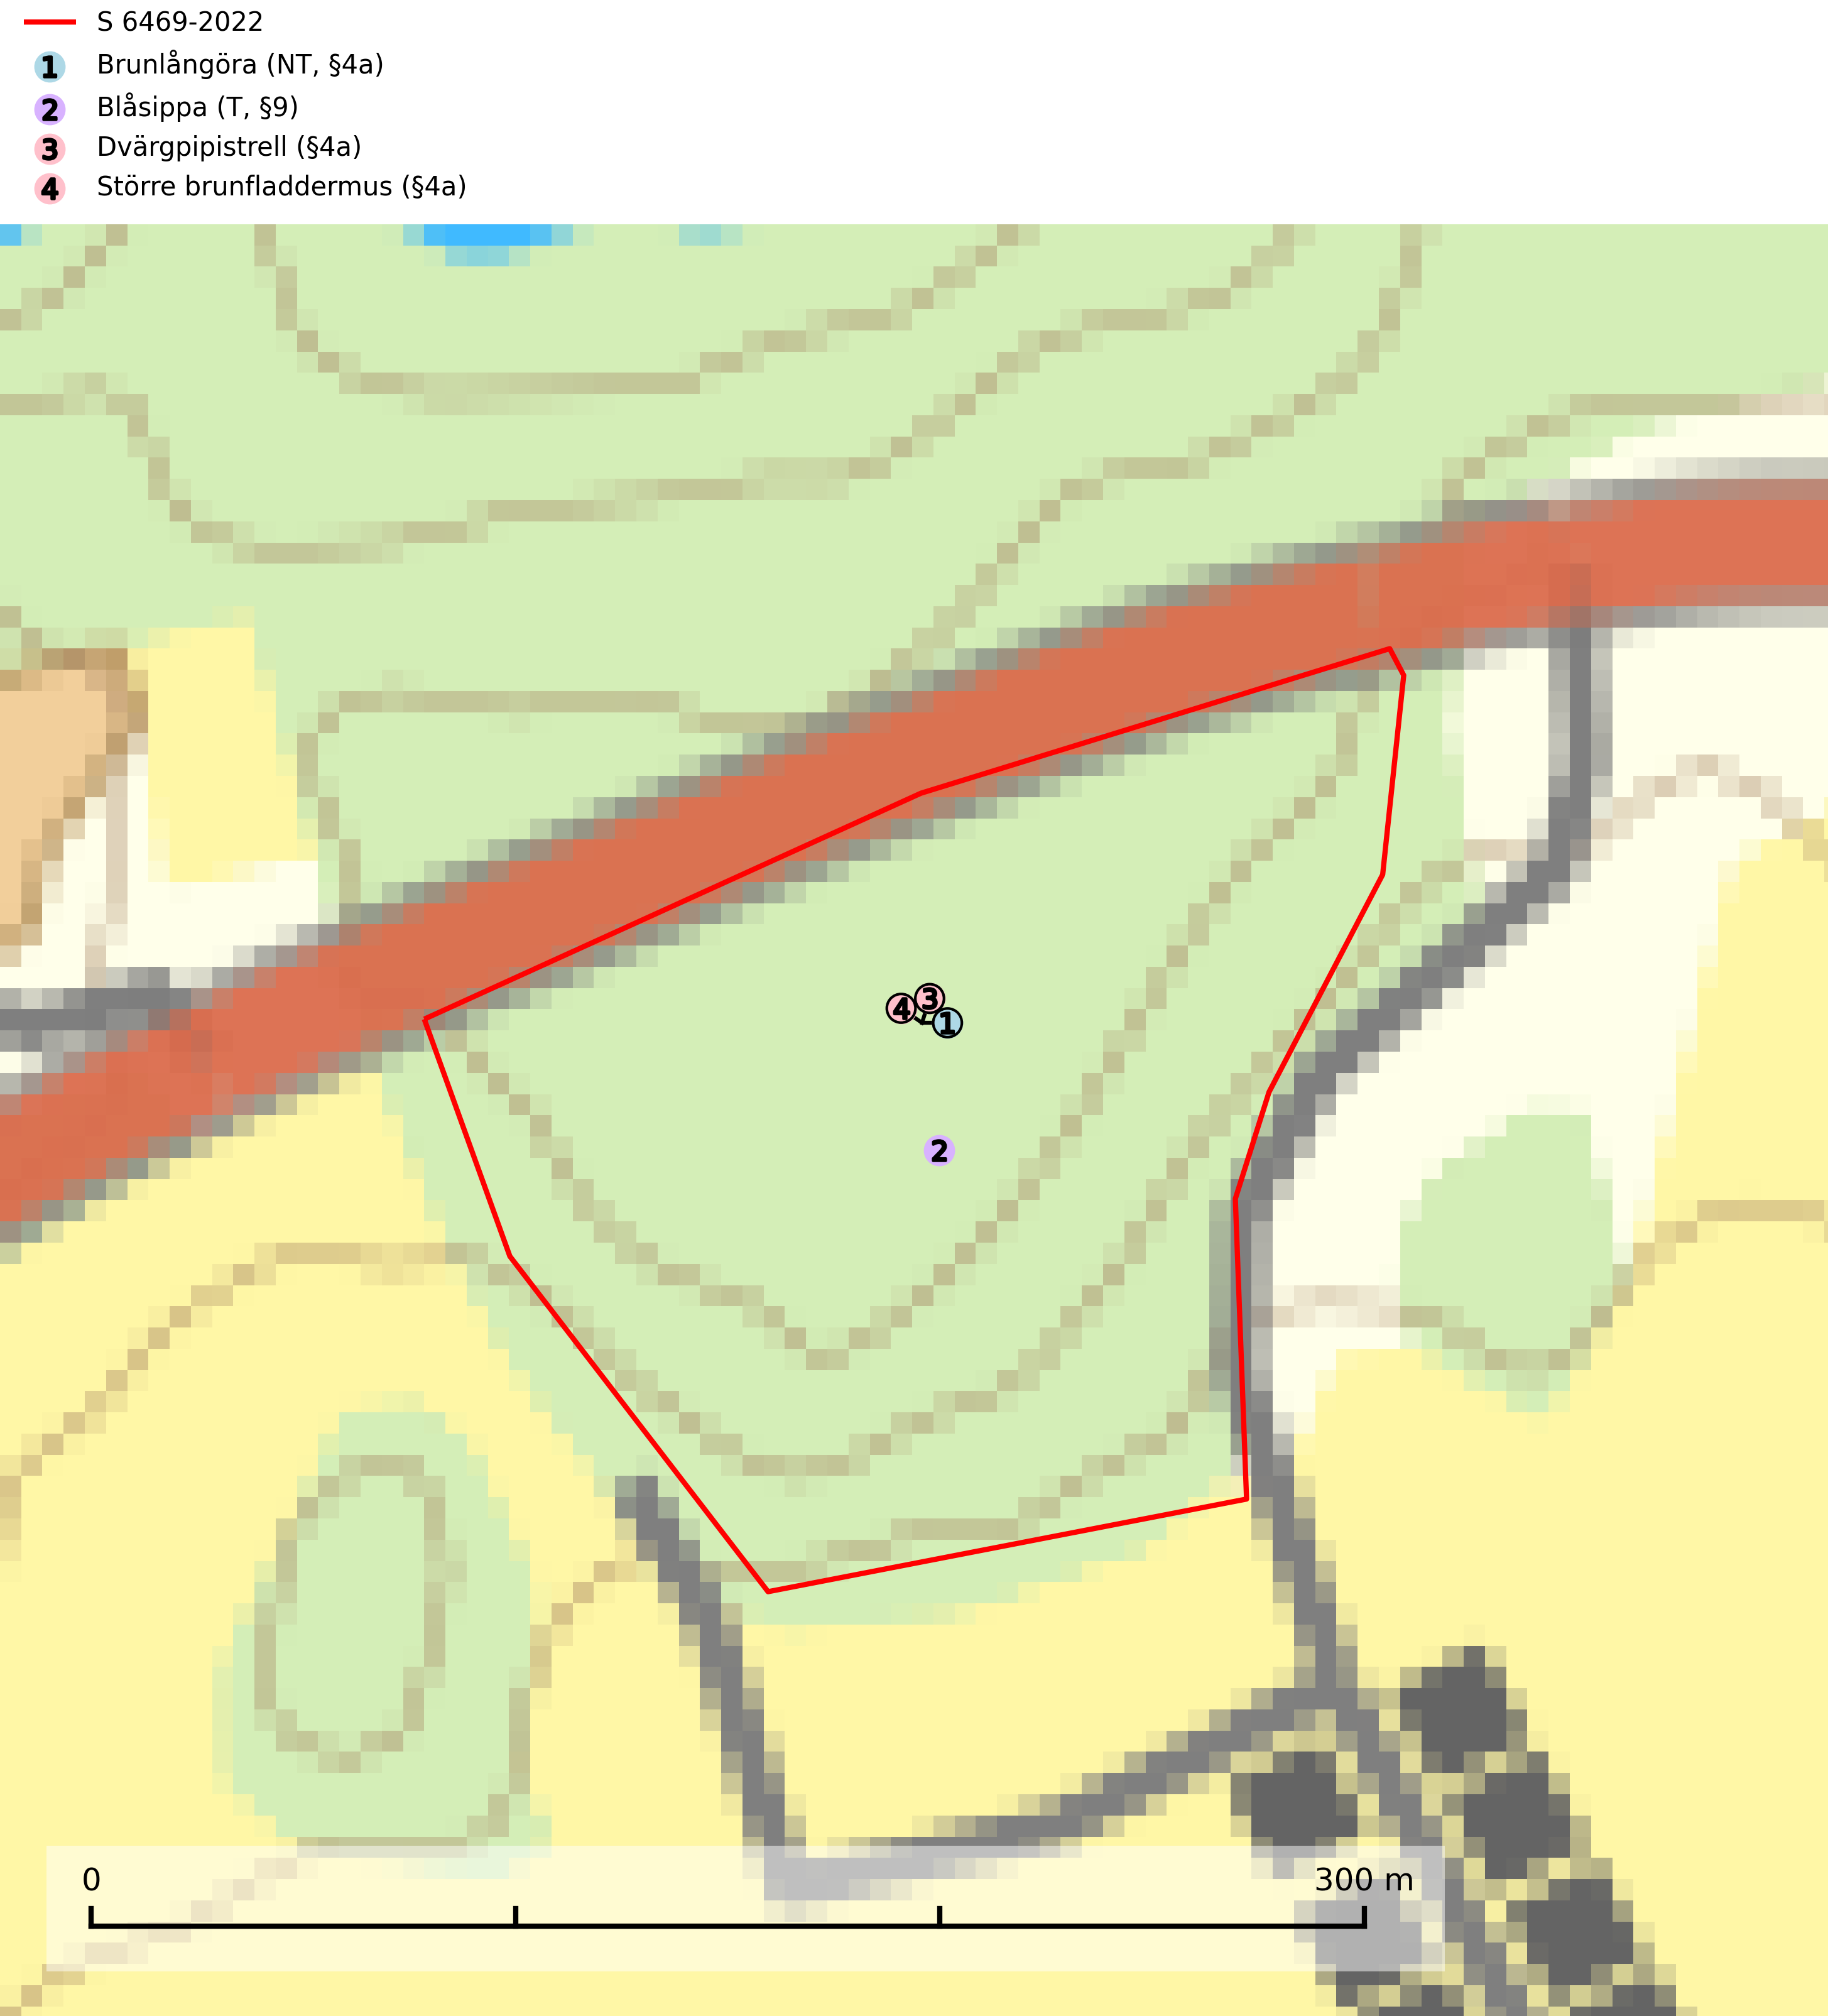 S 6469-2022
1 Brunlångöra (NT, §4a)
2 Blåsippa (T, §9)
3 Dvärgpipistrell (§4a)
4 Större brunfladdermus (§4a)
4 3 1
2
0 300 m